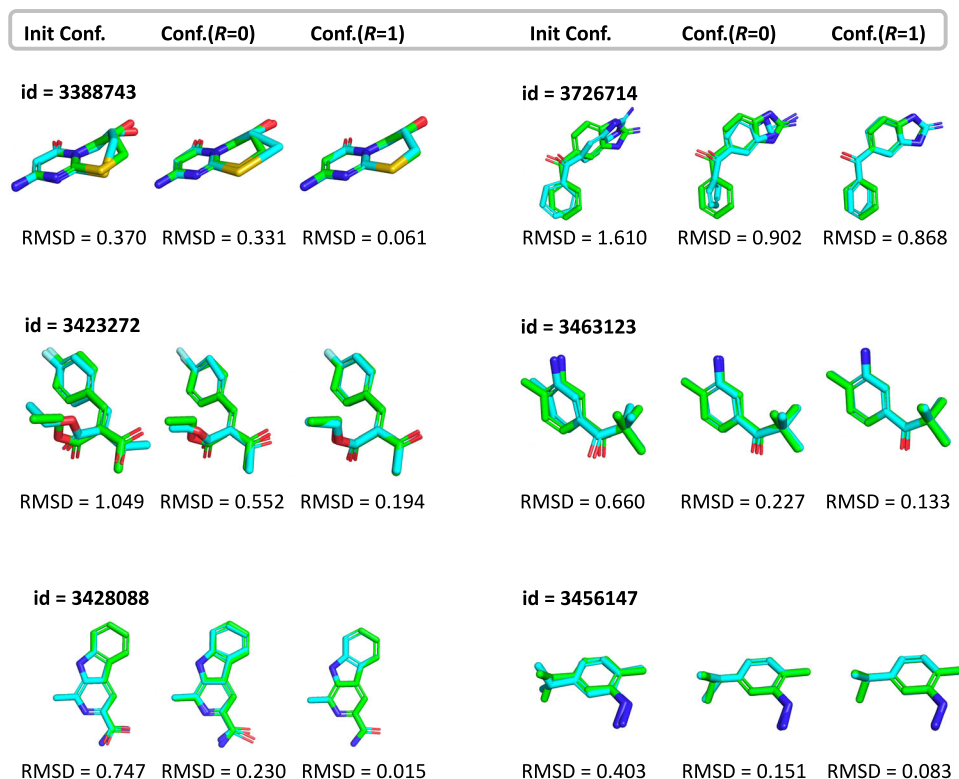 Init Conf. Conf.(R=0) Conf.(R=1) Init Conf. Conf.(R=0) Conf.(R=1)
id = 3388743
RMSD = 0.370 RMSD = 0.331 RMSD = 0.061
id = 3726714
RMSD = 1.610 RMSD = 0.902 RMSD = 0.868
id = 3423272
RMSD = 1.049 RMSD = 0.552 RMSD = 0.194
id = 3463123
RMSD = 0.660 RMSD = 0.227 RMSD = 0.133
id = 3428088
RMSD = 0.747 RMSD = 0.230 RMSD = 0.015
id = 3456147
RMSD = 0.403 RMSD = 0.151 RMSD = 0.083